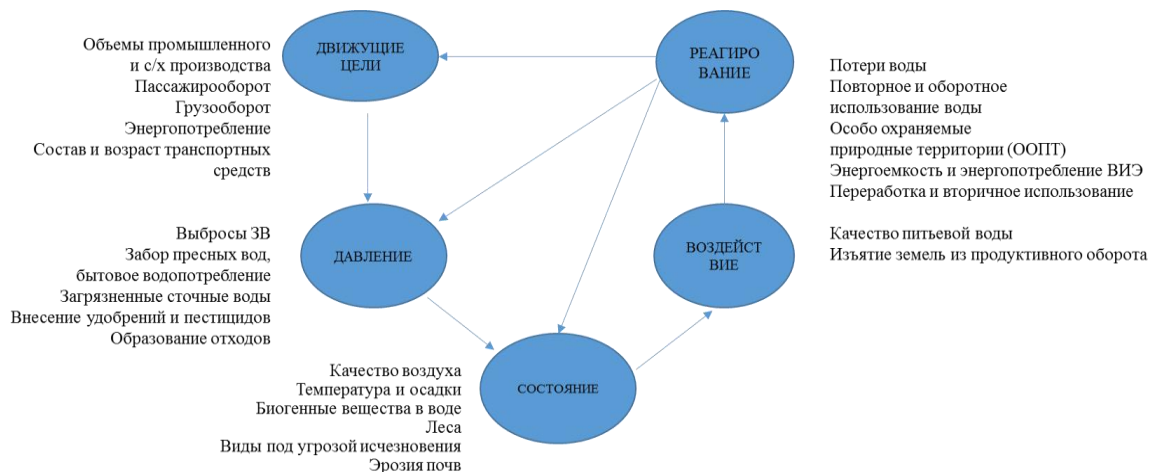 Объемы промышленного
и с/х производства
Пассажирооборот
Грузооборот
Энергопотребление
Состав и возраст транспортных
средств
ДВИЖУЩИЕ
ЦЕЛИ
РЕАГИРО
ВАНИЕ
Потери воды
Повторное и оборотное
использование воды
Особо охраняемые
природные территории (ООПТ)
Энергоемкость и энергопотребление ВИЭ
Переработка и вторичное использование
Выбросы ЗВ
Забор пресных вод,
бытовое водопотребление
Загрязненные сточные воды
Внесение удобрений и пестицидов
Образование отходов
ДАВЛЕНИЕ
ВОЗДЕЙСТ
ВИЕ
Качество питьевой воды
Изъятие земель из продуктивного оборота
Качество воздуха
Температура и осадки
Биогенные вещества в воде
Леса
Виды под угрозой исчезновения
Эрозия почв
СОСТОЯНИЕ